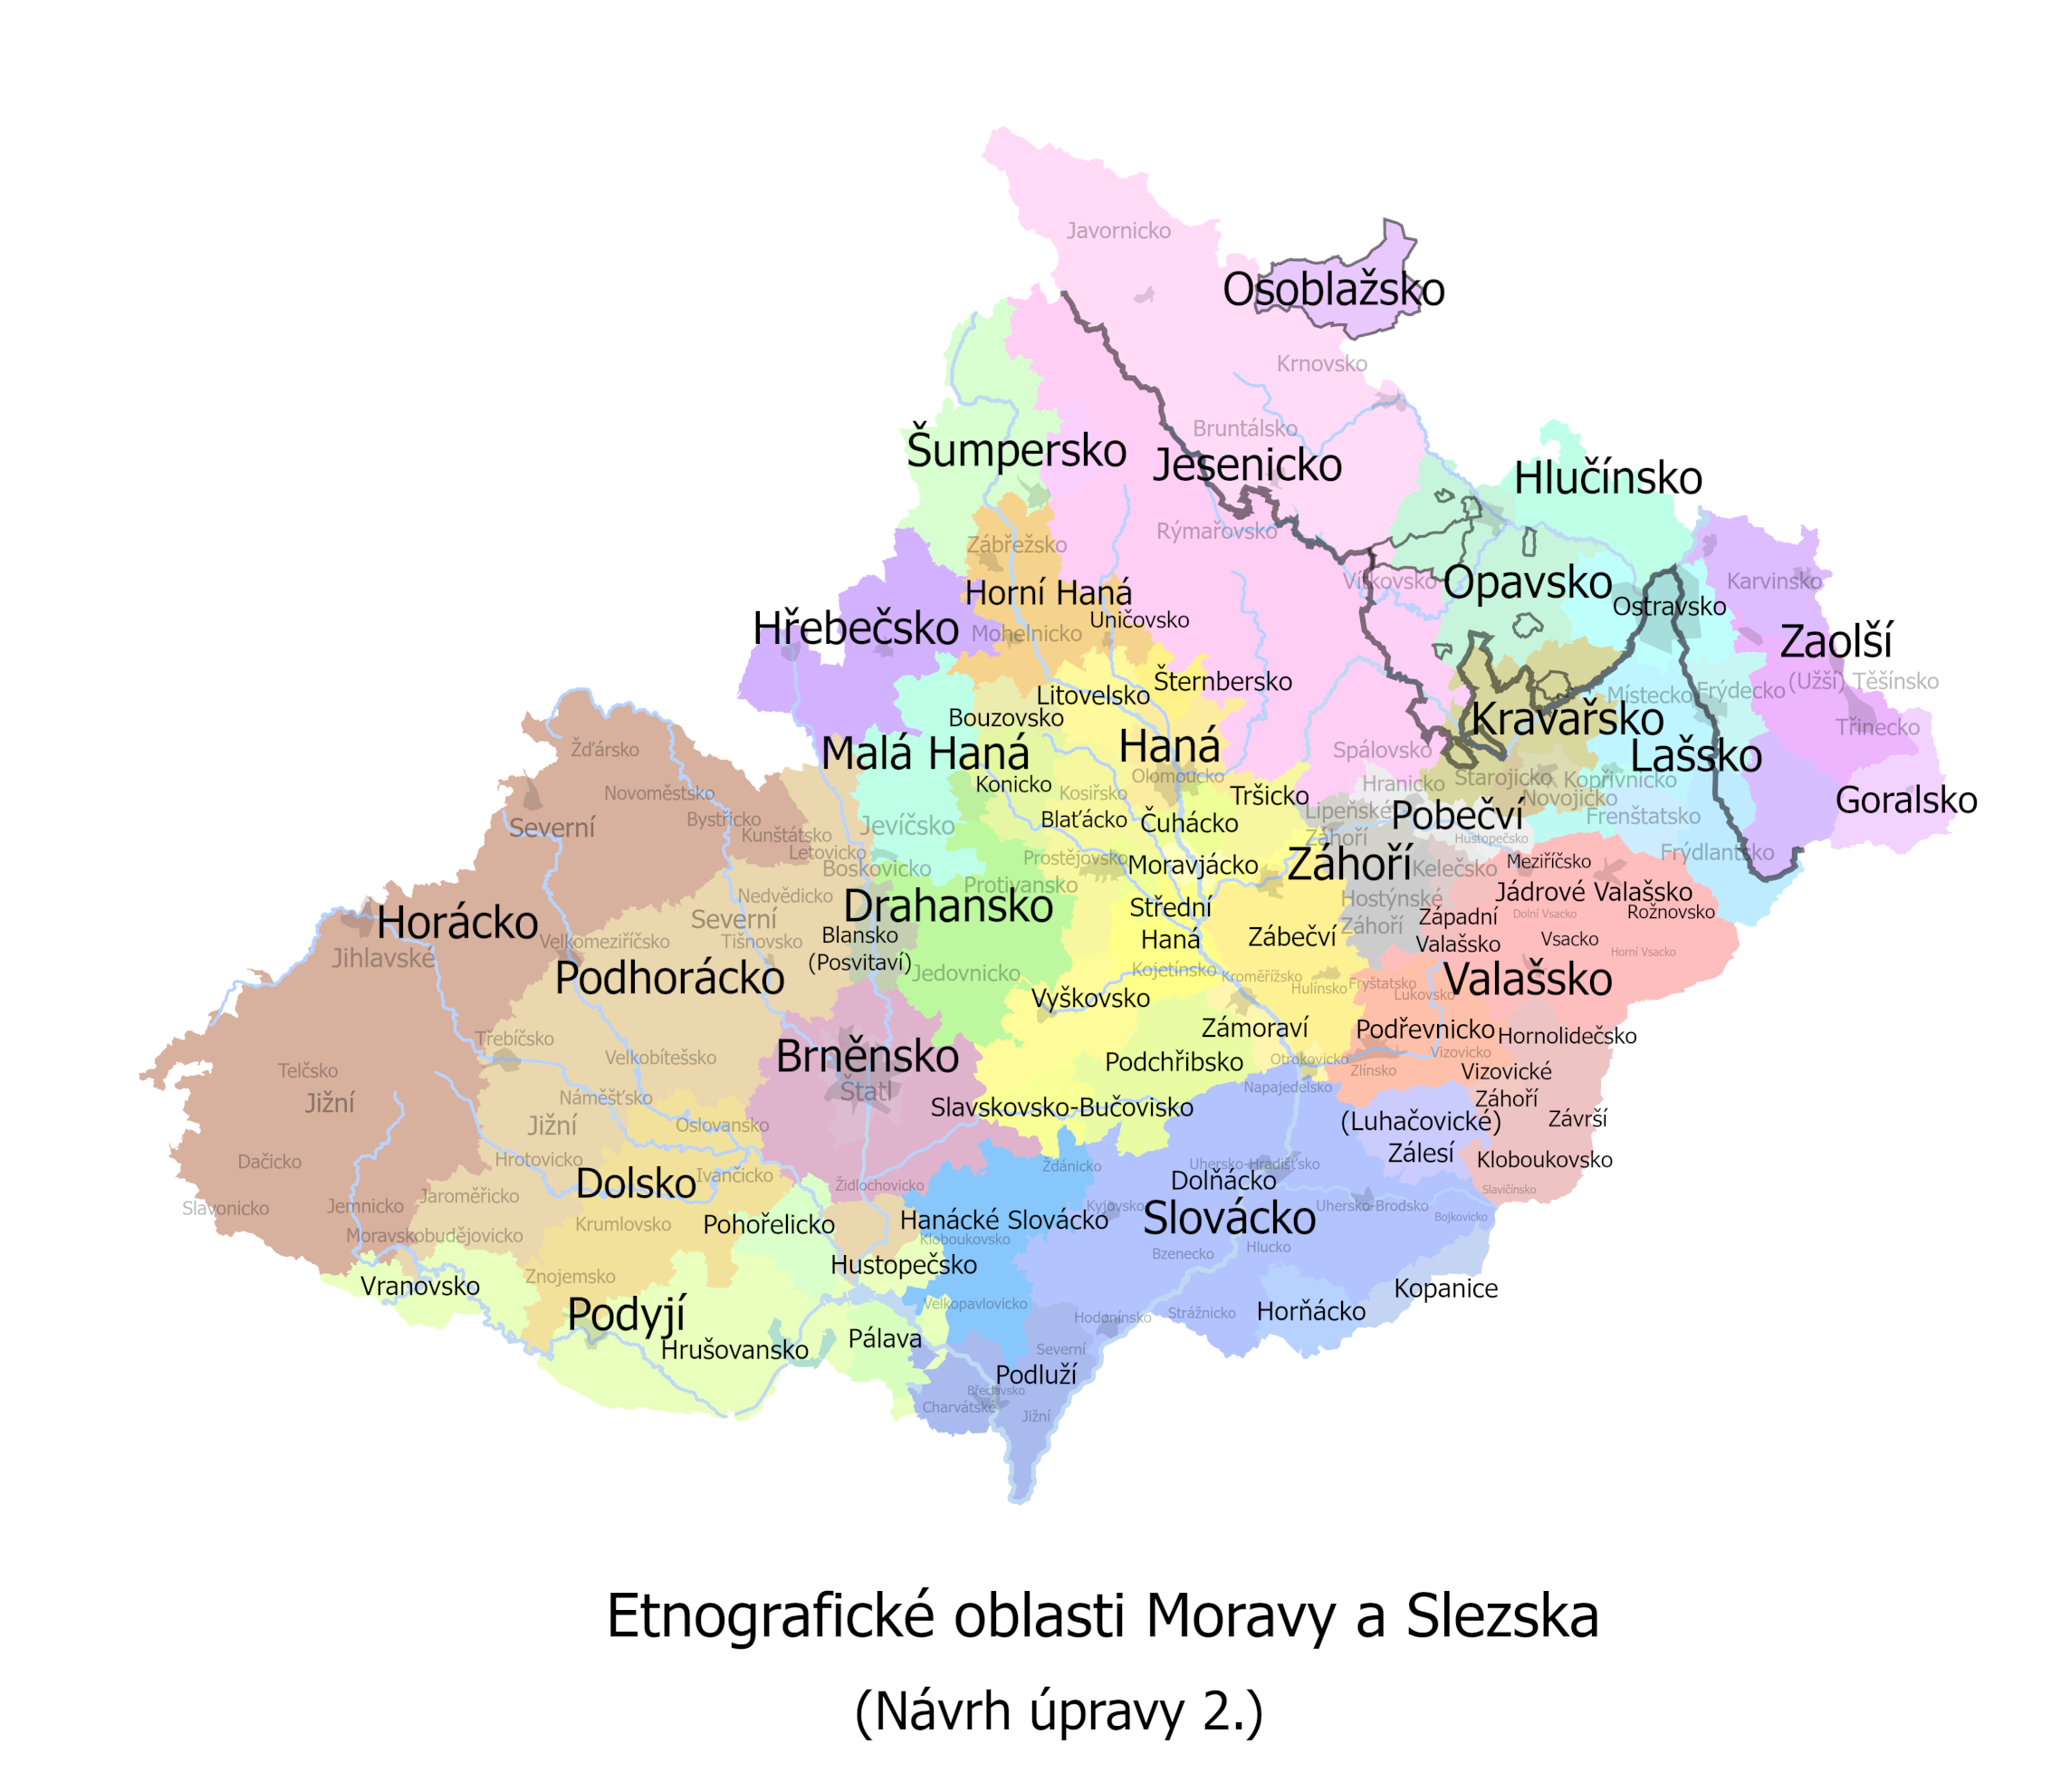 Javornicko
Osoblažsko
Krnovsko
Bruntálsko
Šumpersko
Jesenicko
Hlučínsko
Rýmařovsko
Zábřežsko
Vítkovsko
Opavsko
Karvinsko
Horní Haná
Ostravsko
Uničovsko
Hřebečsko
Mohelnicko
Zaolší
Šternbersko
(Užší) Těšínsko
Litovelsko
Místecko
Frýdecko
Bouzovsko
Kravařsko
Třinecko
Malá Haná
Haná
Žďársko
Spálovsko
Lašsko
Olomoucko
Starojicko
Kopřivnicko
Konicko
Hranicko
Novoměstsko
Kosiřsko
Tršicko
Novojicko
Goralsko
Lipeňské
Záhoří
Pobečví
Frenštatsko
Bystřicko
Blaťácko
Čuhácko
Severní
Kunštátsko
Jevíčsko
Hustopečsko
Letovicko
Prostějovsko
Moravjácko
Záhoří
Meziříčsko
Frýdlantsko
Boskovicko
Kelečsko
Protivansko
Nedvědicko
Jádrové Valašsko
Hostýnské
Záhoří
Drahansko
Střední
Haná
Západní
Valašsko
Dolní Vsacko
Rožnovsko
Horácko
Severní
Blansko
(Posvitaví)
Zábečví
Vsacko
Velkomeziříčsko
Tišnovsko
Horní Vsacko
Jihlavské
Podhorácko
Jedovnicko
Kojetínsko
Kroměřížsko
Hulínsko
Fryštatsko
Lukovsko
Valašsko
Vyškovsko
Zámoraví
Podřevnicko
Hornolidečsko
Třebíčsko
Velkobítešsko
Brněnsko
Podchřibsko
Otrokovicko
Vizovicko
Telčsko
Zlínsko
Vizovické
Záhoří
Štatl
Napajedelsko
Jižní
Náměšťsko
Slavskovsko-Bučovisko
(Luhačovické)
Zálesí
Závrší
Jižní
Oslovansko
Dačicko
Hrotovicko
Ždánicko
Uhersko-Hradišťsko
Kloboukovsko
Dolsko
Ivančicko
Židlochovicko
Dolňácko
Slavičínsko
Jaroměřicko
Slavonicko
Jemnicko
Kyjovsko
Uhersko-Brodsko
Bojkovicko
Krumlovsko
Pohořelicko
Hanácké Slovácko
Slovácko
Moravskobudějovicko
Kloboukovsko
Hlucko
Bzenecko
Hustopečsko
Vranovsko
Znojemsko
Kopanice
Velkopavlovicko
Podyjí
Hodonínsko
Strážnicko
Horňácko
Hrušovansko
Pálava
Severní
Podluží
Břeclavsko
Charvátské
Jižní
Etnografické oblasti Moravy a Slezska
(Návrh úpravy 2.)